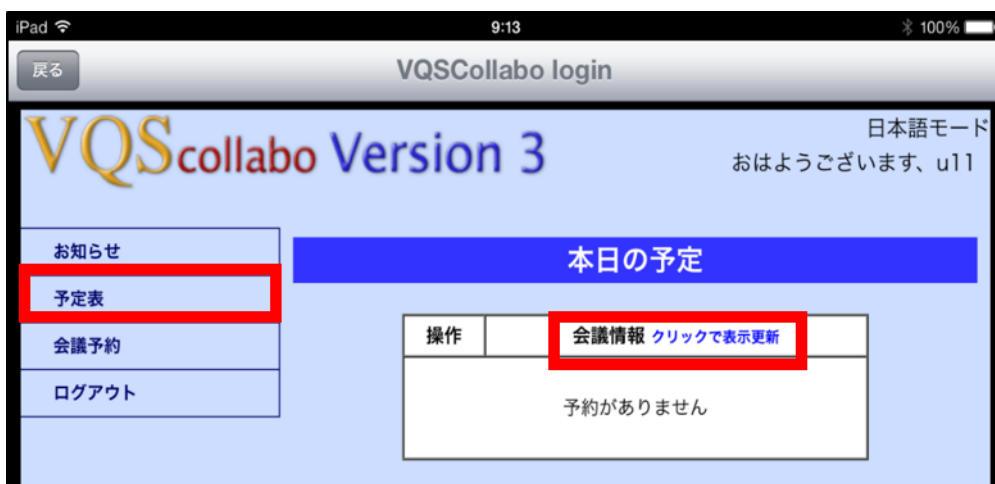 iPad 9:13 100%
戻る VQSCollabo login
VQScollabo Version 3
日本語モード
おはようございます、u11
お知らせ
予定表
会議予約
ログアウト
本日の予定
操作 会議情報 クリックで表示更新
予約がありません